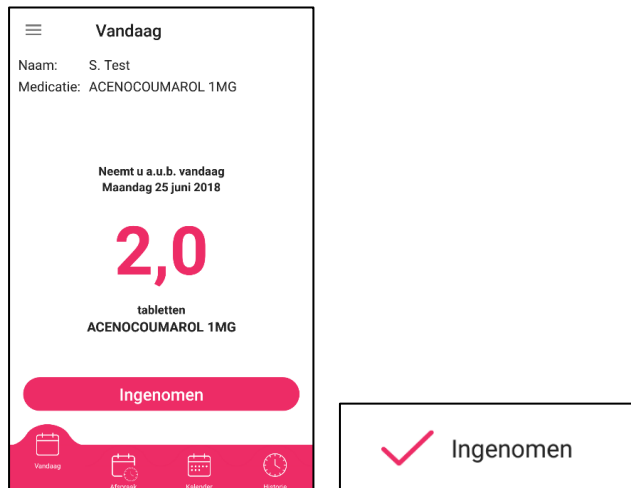 Vandaag
Naam: S. Test
Medicatie: ACENOCOUMAROL 1MG
Neemt u a.u.b. vandaag
Maandag 25 juni 2018
2,0
tabletten
ACENOCOUMAROL 1MG
Ingenomen
Vandaag
Afspraak
Kalender
Historie
Ingenomen